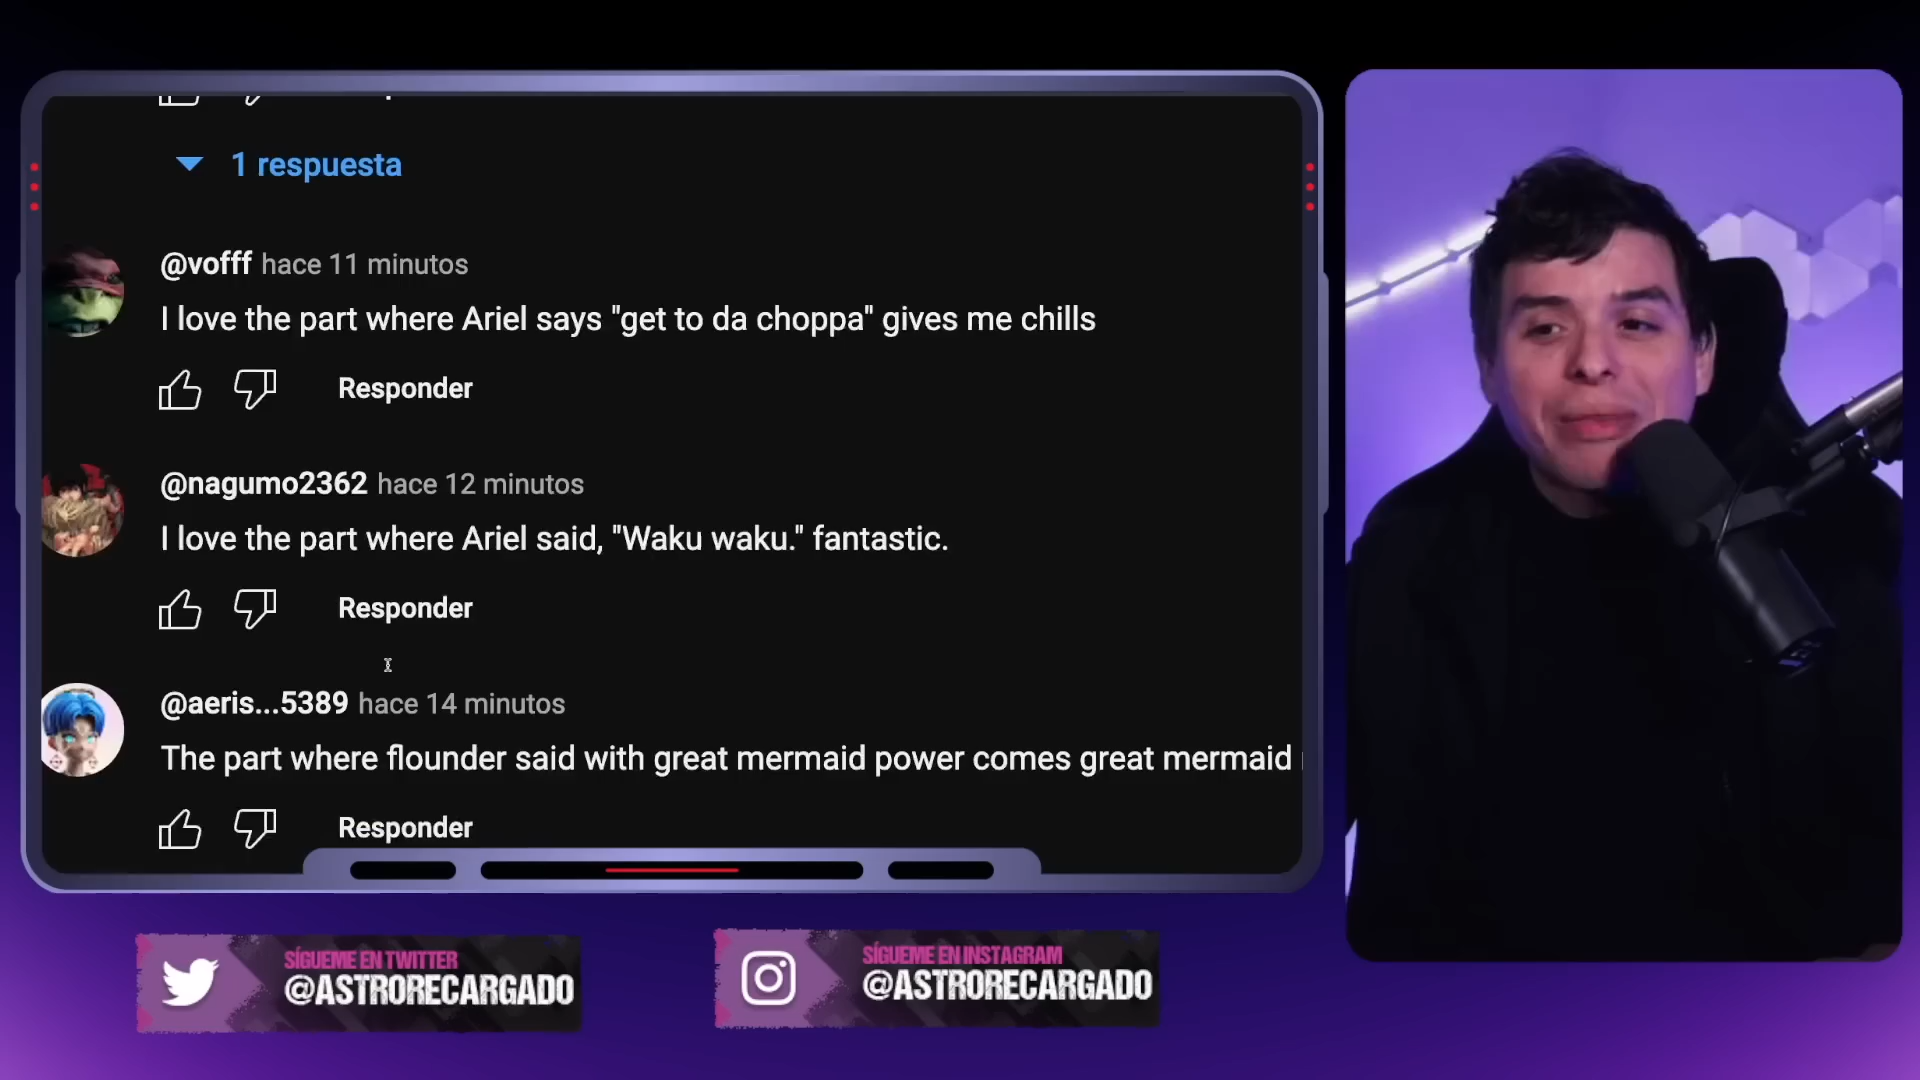 1 respuesta
@vofff hace 11 minutos
I love the part where Ariel says "get to da choppa" gives me chills
Responder
@nagumo2362 hace 12 minutos
I love the part where Ariel said, "Waku waku." fantastic.
Responder
@aeris...5389 hace 14 minutos
The part where flounder said with great mermaid power comes great mermaid
Responder
SÍGUEME EN TWITTER
@ASTRORECARGADO
SÍGUEME EN INSTAGRAM
@ASTRORECARGADO